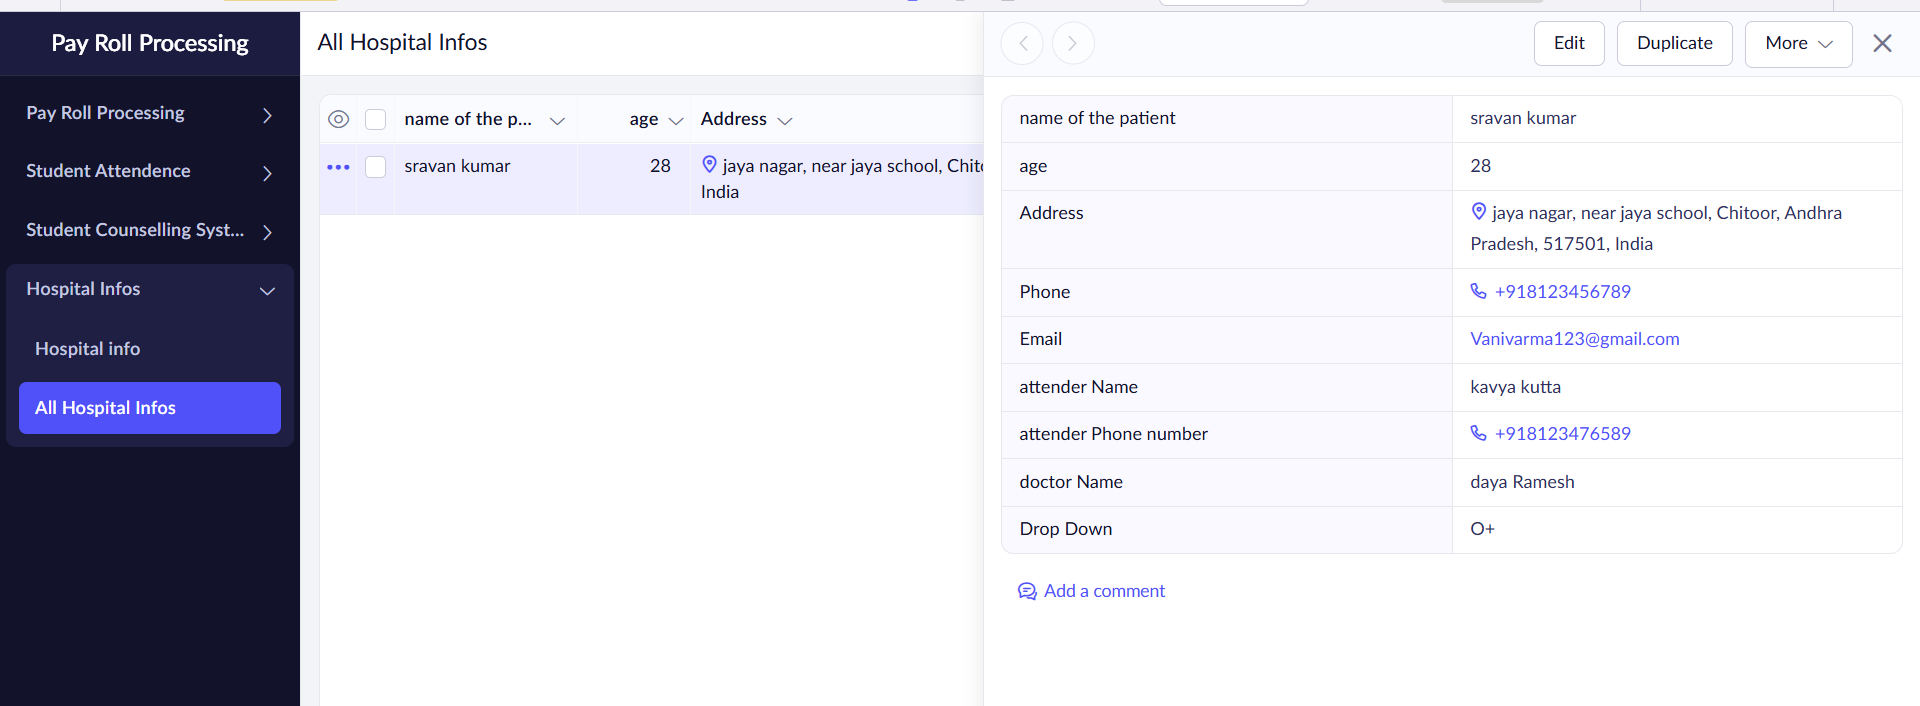 Pay Roll Processing
Pay Roll Processing
Student Attendence
Student Counselling Syst...
Hospital Infos
Hospital info
All Hospital Infos
All Hospital Infos
name of the p... age Address
sravan kumar 28 jaya nagar, near jaya school, Chito
India
Edit Duplicate More
name of the patient sravan kumar
age 28
Address jaya nagar, near jaya school, Chitoor, Andhra
Pradesh, 517501, India
Phone +918123456789
Email Vanivarma123@gmail.com
attender Name kavya kutta
attender Phone number +918123476589
doctor Name daya Ramesh
Drop Down O+
Add a comment